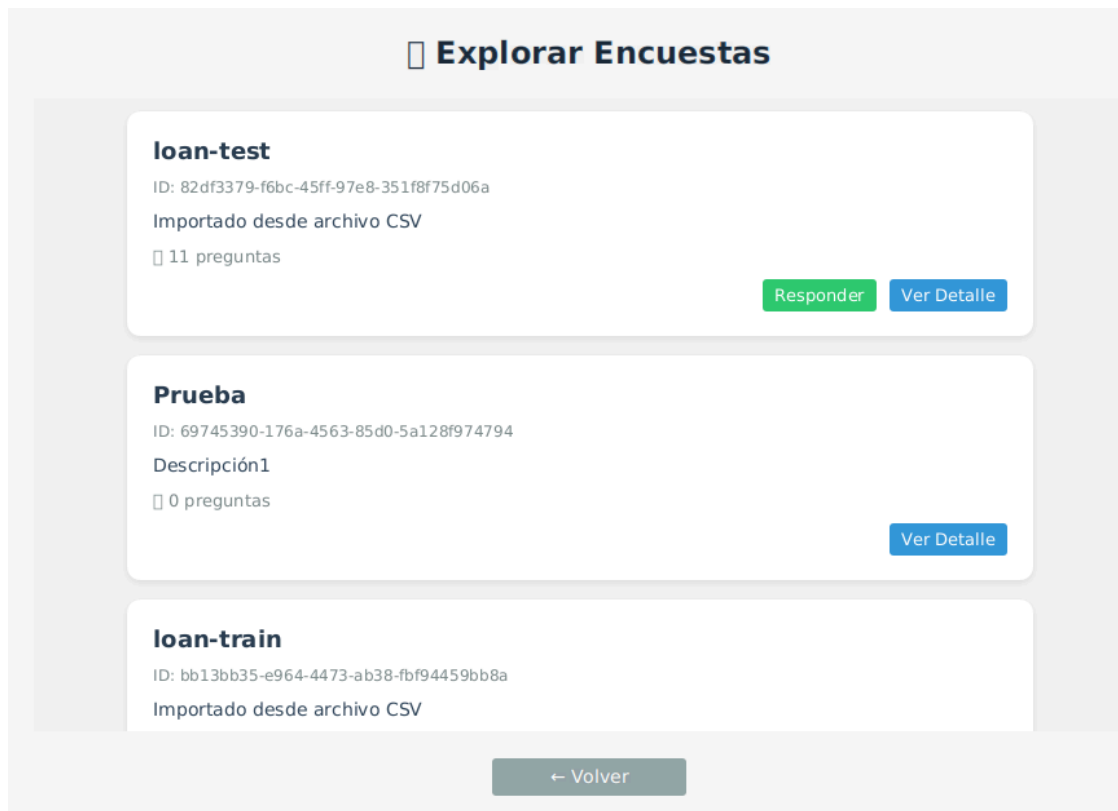 Explorar Encuestas
loan-test
ID: 82df3379-f6bc-45ff-97e8-351f8f75d06a
Importado desde archivo CSV
11 preguntas
Responder Ver Detalle
Prueba
ID: 69745390-176a-4563-85d0-5a128f974794
Descripción1
0 preguntas
Ver Detalle
loan-train
ID: bb13bb35-e964-4473-ab38-fbf94459bb8a
Importado desde archivo CSV
← Volver